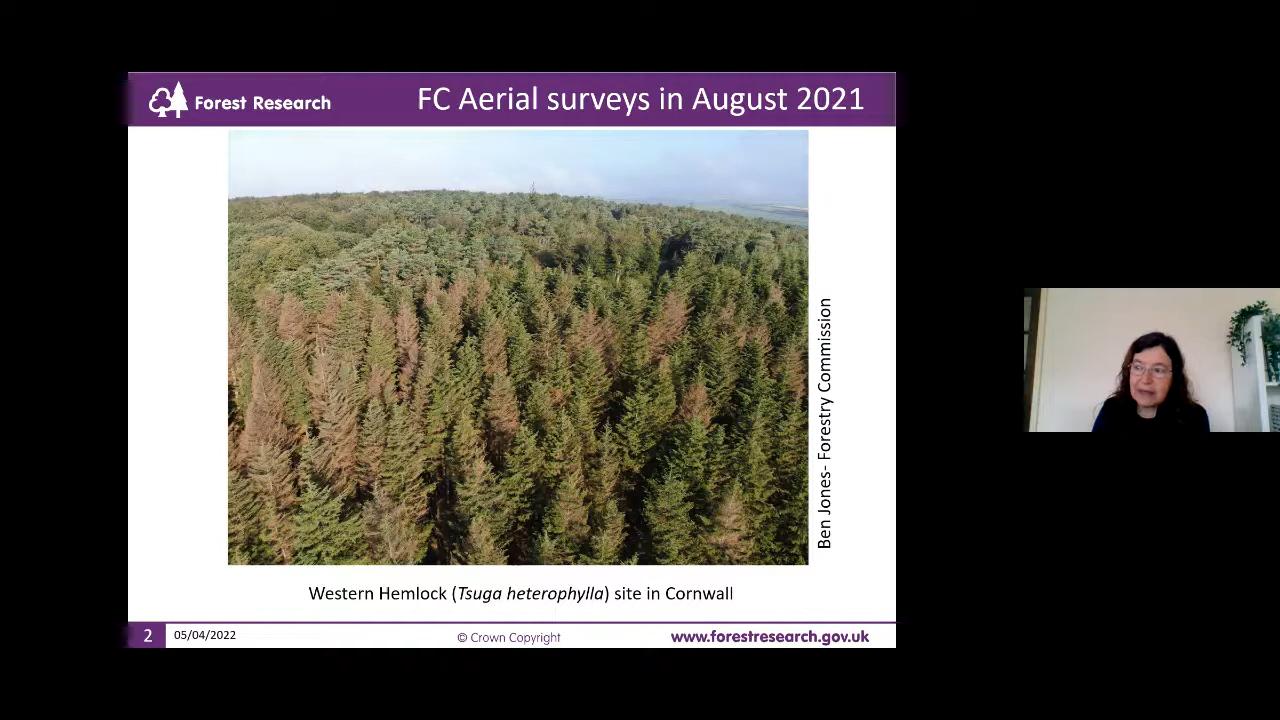 Forest Research
FC Aerial surveys in August 2021
Ben Jones- Forestry Commission
Western Hemlock (Tsuga heterophylla) site in Cornwall
2
05/04/2022
© Crown Copyright
www.forestresearch.gov.uk